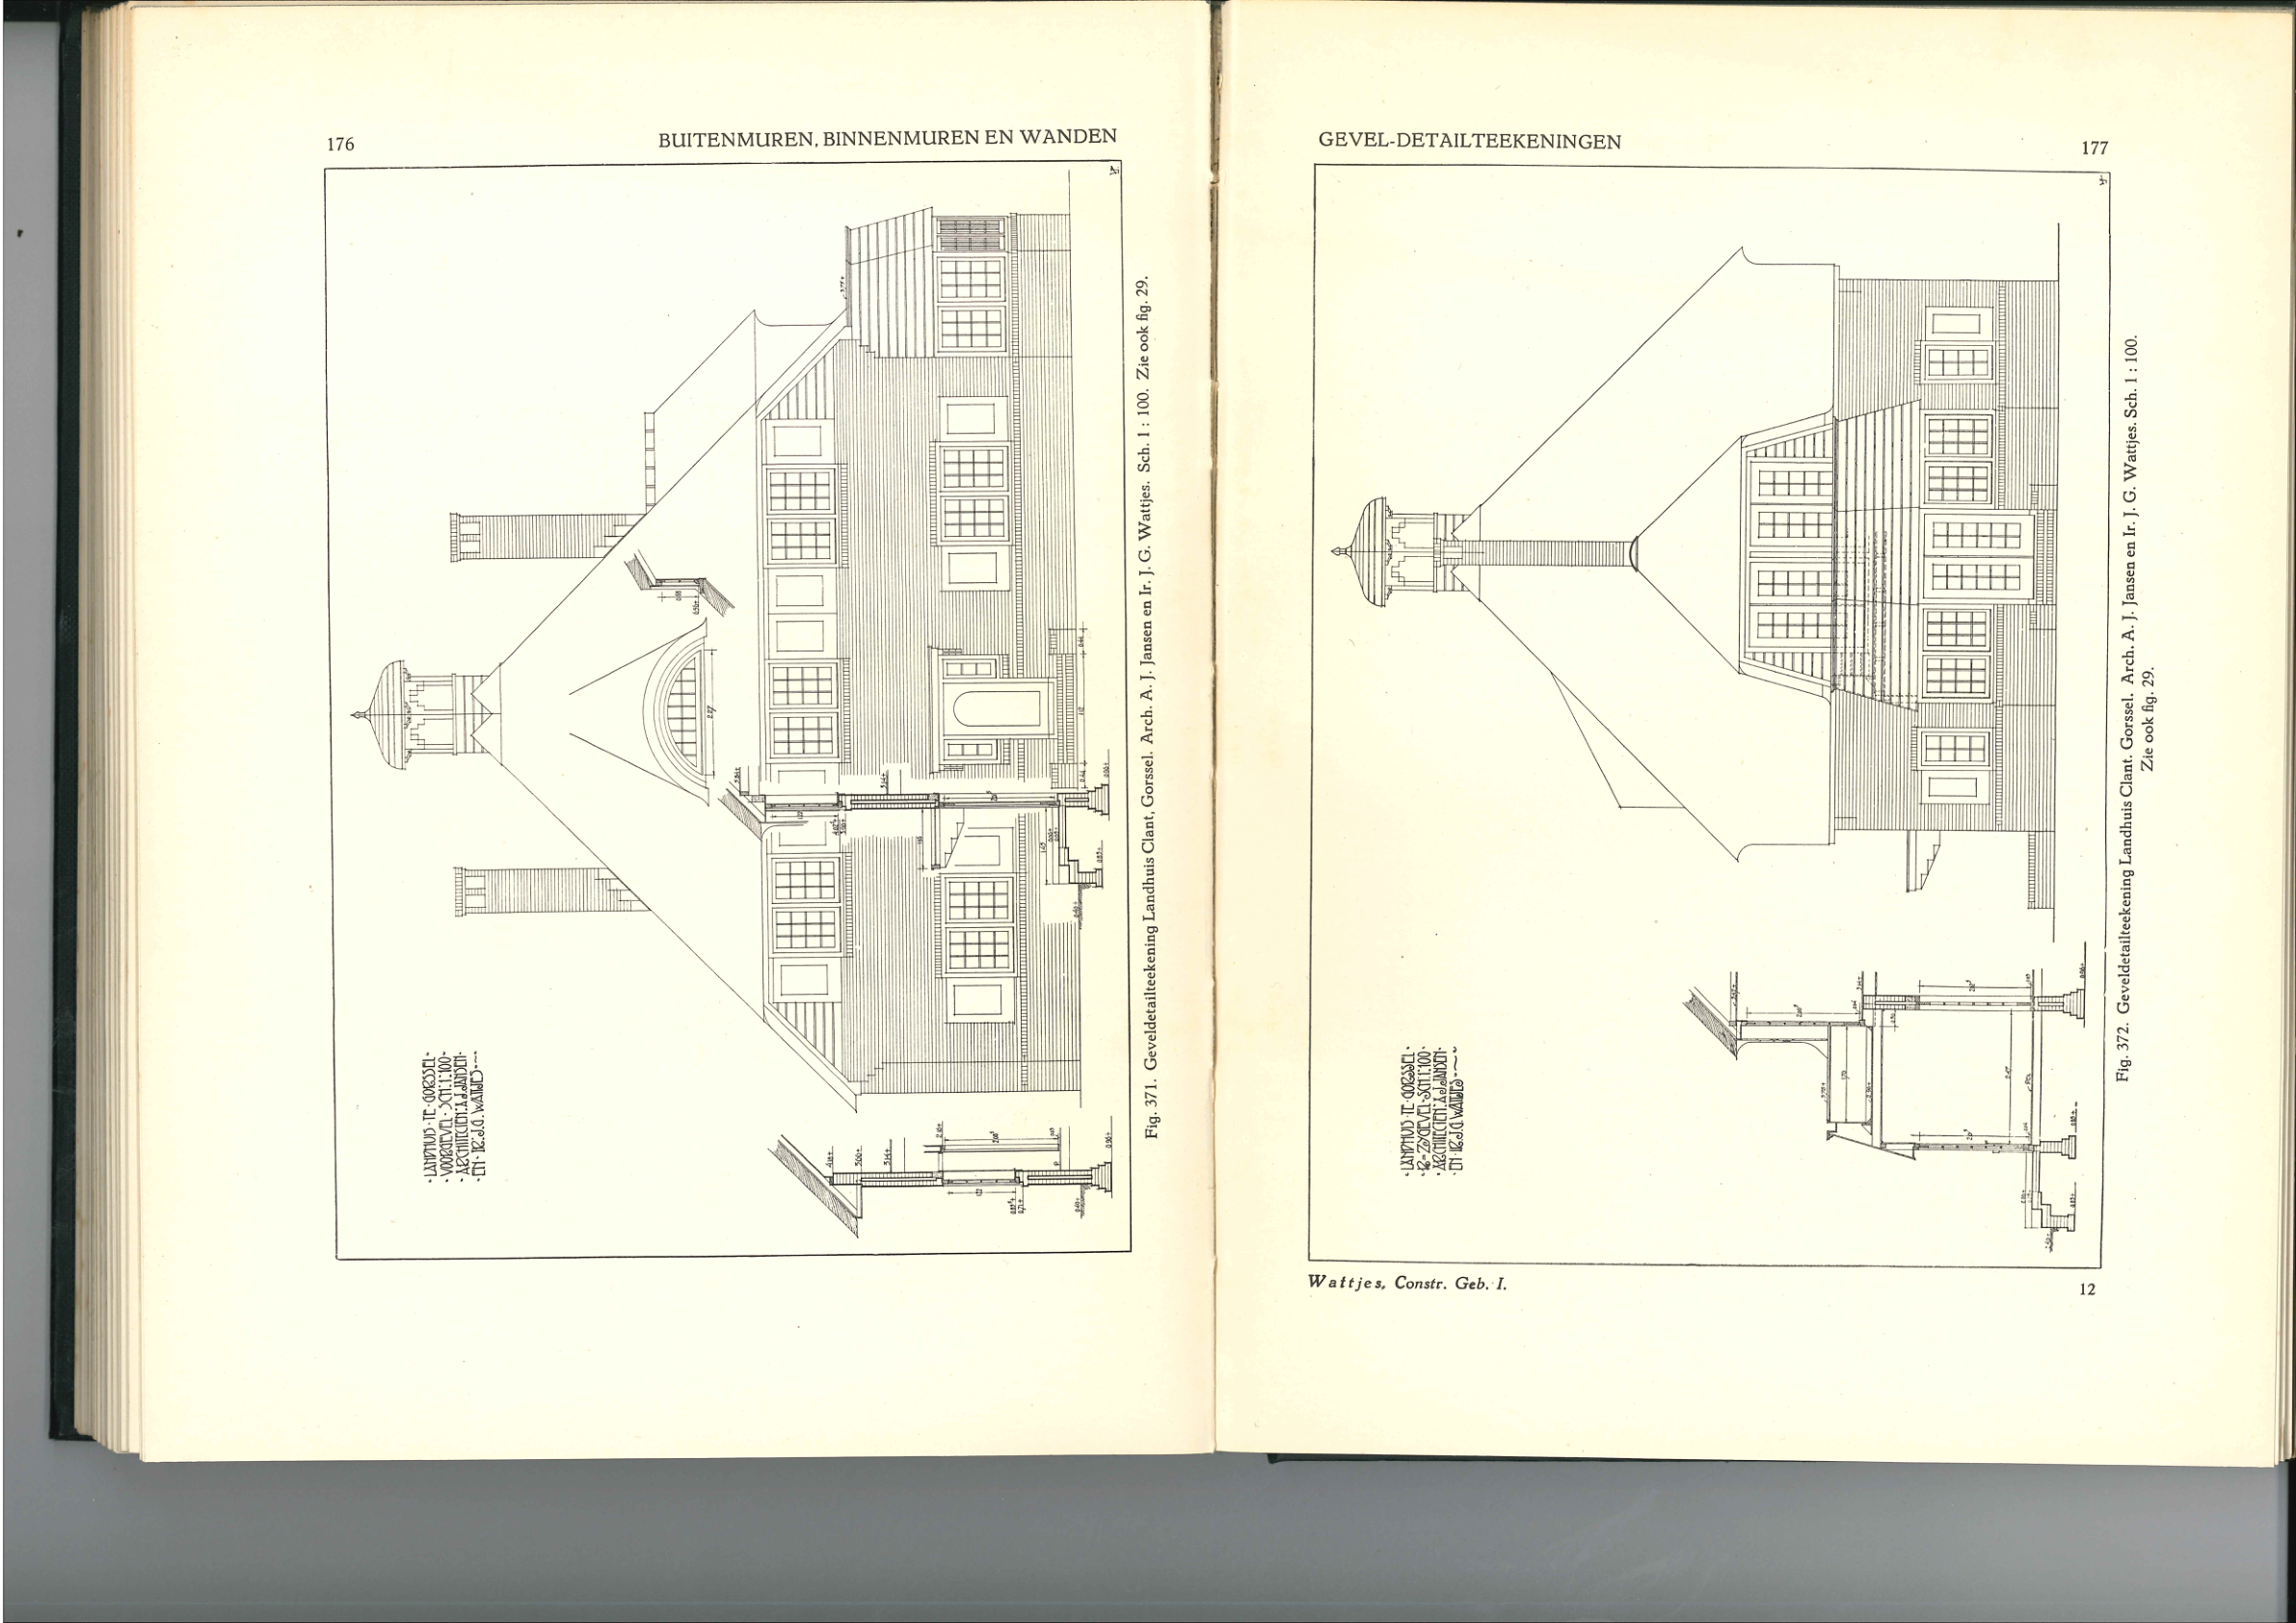 176
BUITENMUREN, BINNENMUREN EN WANDEN
· LANDHUIS · TE · GORSSEL ·
· VOORGEVEL · SCH. 1:100 ·
· ARCHITECTEN: A.J. JANSEN ·
· EN · IR. J.G. WATTJES ·
Fig. 371. Geveldetailteekening Landhuis Clant, Gorssel. Arch. A. J. Jansen en Ir. J. G. Wattjes. Sch. 1 : 100. Zie ook fig. 29.
GEVEL-DETAILTEEKENINGEN
177
· LANDHUIS · TE · GORSSEL ·
· R= ZYGEVEL · SCH. 1:100 ·
· ARCHITECTEN: A.J. JANSEN ·
· EN · IR. J.G. WATTJES ·
Fig. 372. Geveldetailteekening Landhuis Clant. Gorssel. Arch. A. J. Jansen en Ir. J. G. Wattjes. Sch. 1 : 100.
Zie ook fig. 29.
Wattjes, Constr. Geb. I.
12